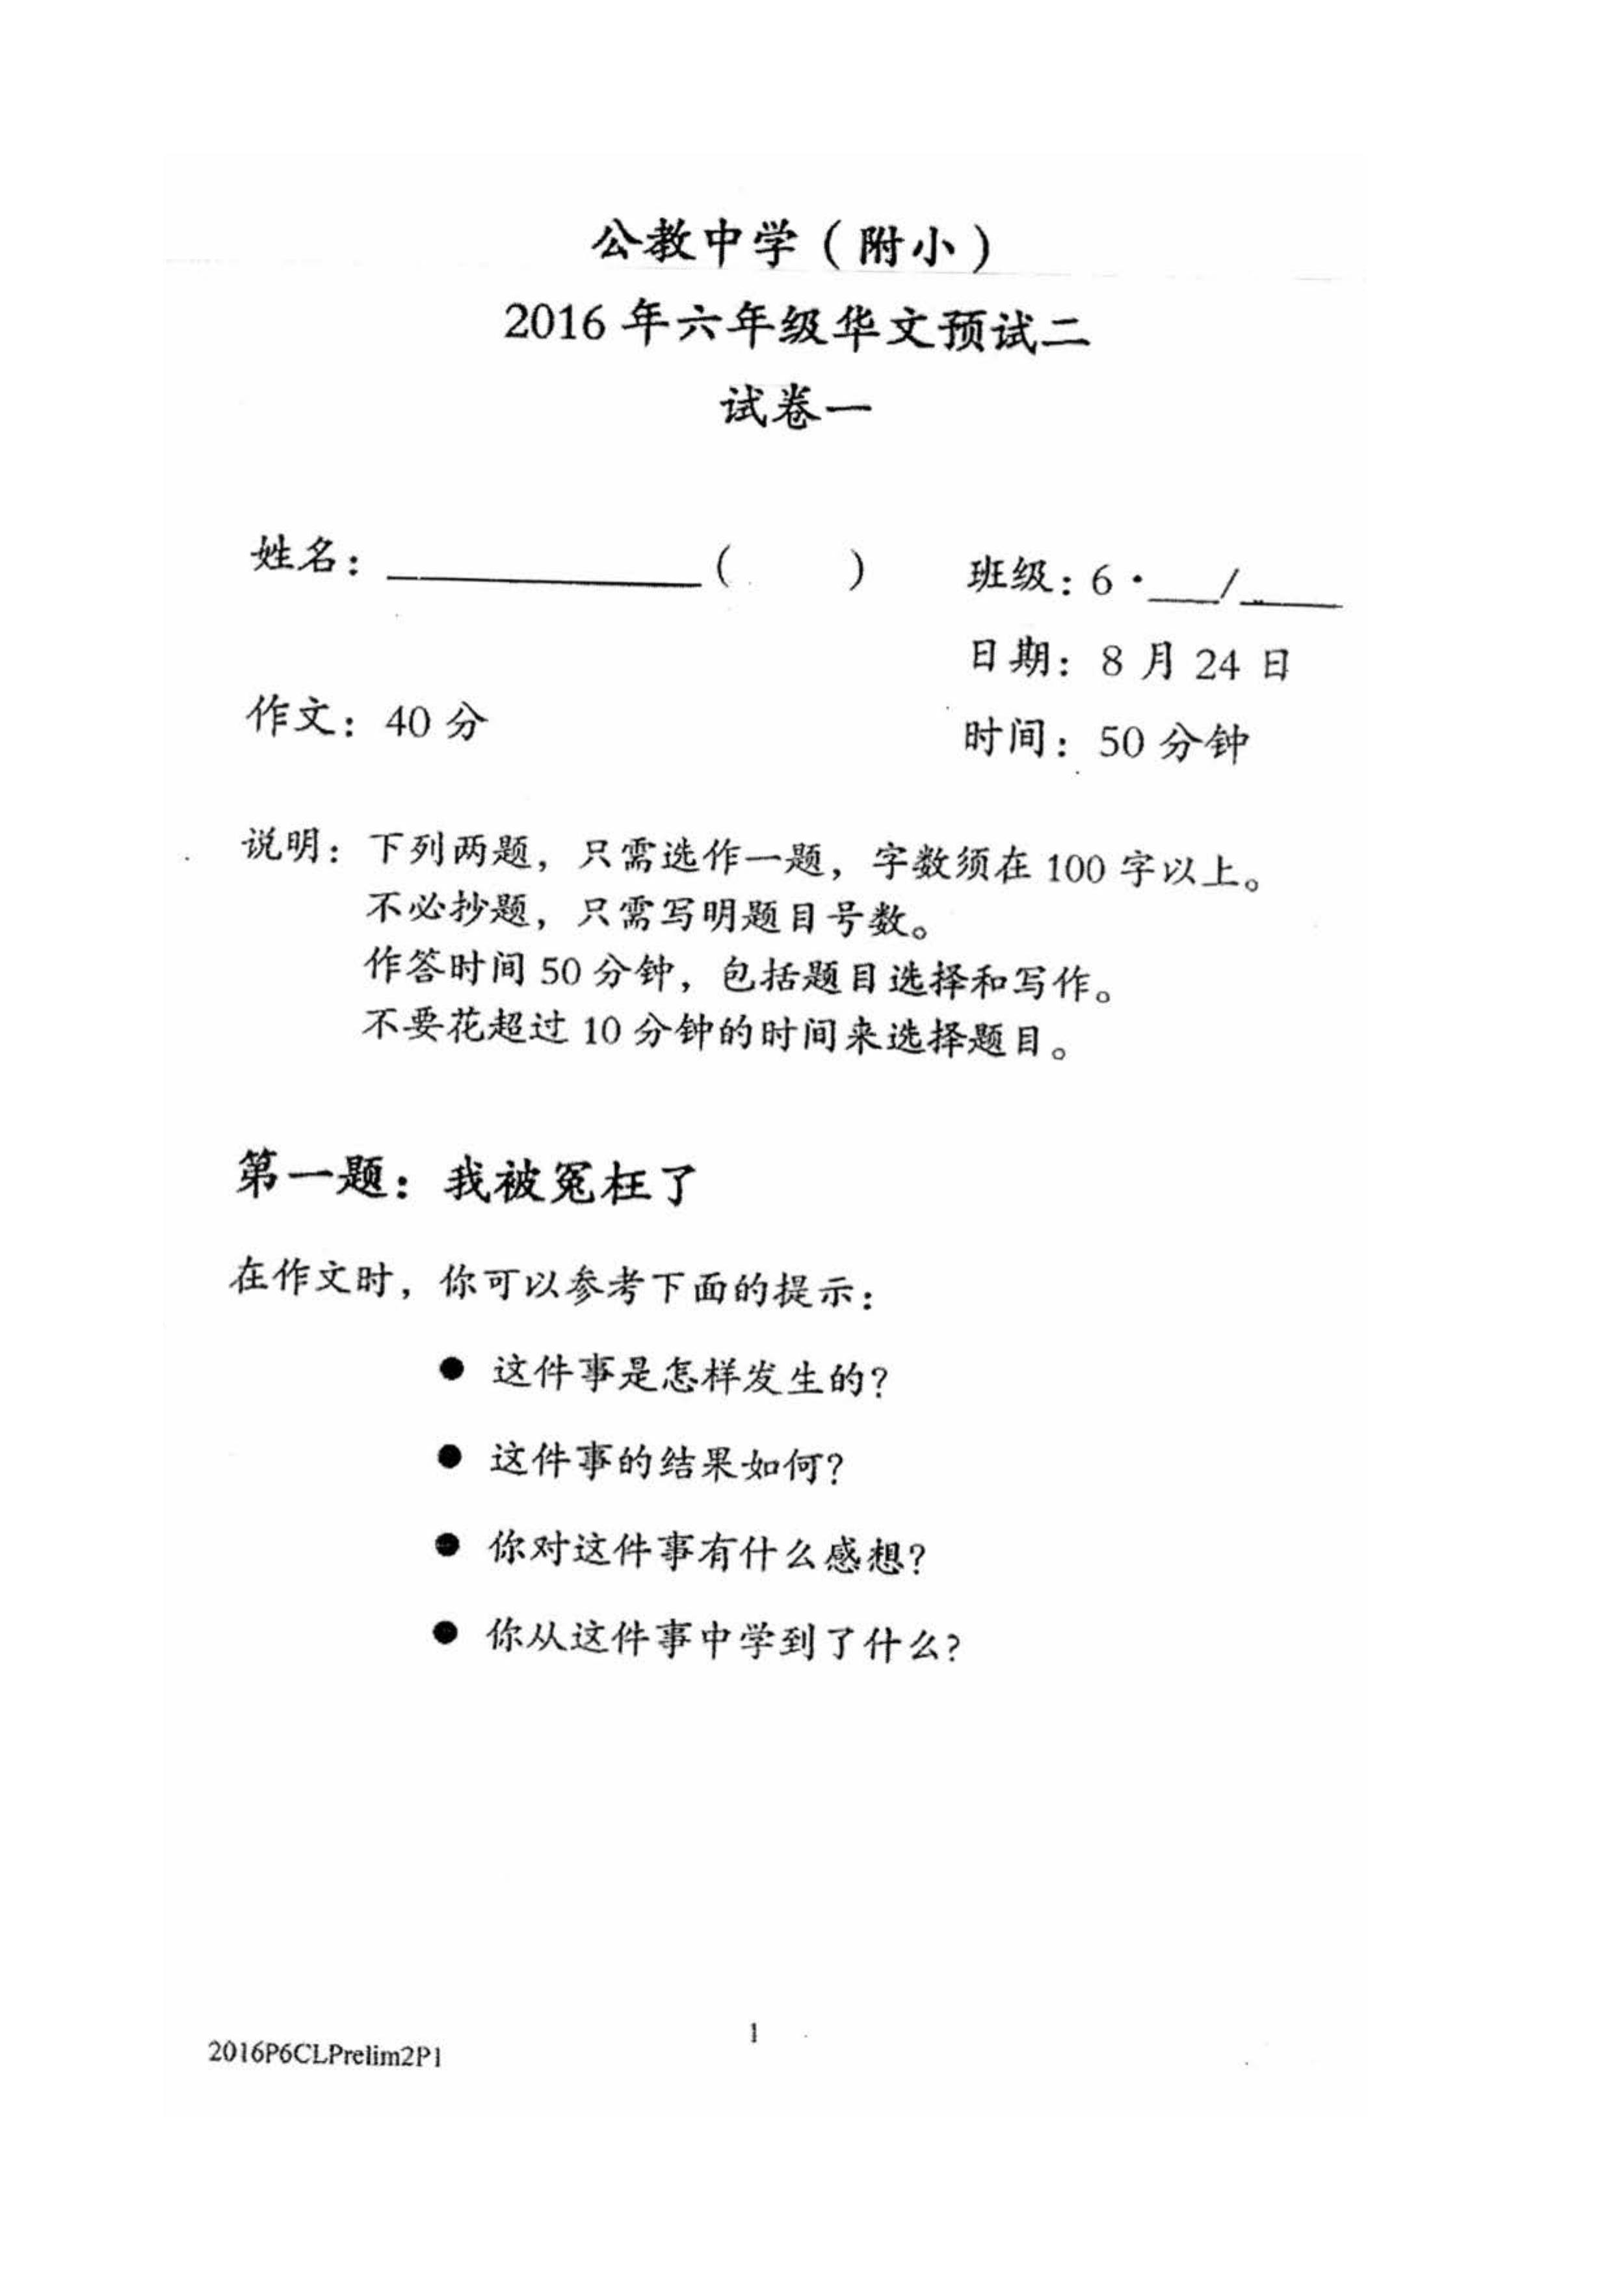 公教中学（附小）
2016 年六年级华文预试二
试卷一
姓名：____________（ ） 班级：6·___/____
日期：8 月 24 日
作文：40 分
时间：50 分钟
说明：下列两题，只需选作一题，字数须在 100 字以上。
不必抄题，只需写明题目号数。
作答时间 50 分钟，包括题目选择和写作。
不要花超过 10 分钟的时间来选择题目。
第一题：我被冤枉了
在作文时，你可以参考下面的提示：
● 这件事是怎样发生的？
● 这件事的结果如何？
● 你对这件事有什么感想？
● 你从这件事中学到了什么？
1
2016P6CLPrelim2P1